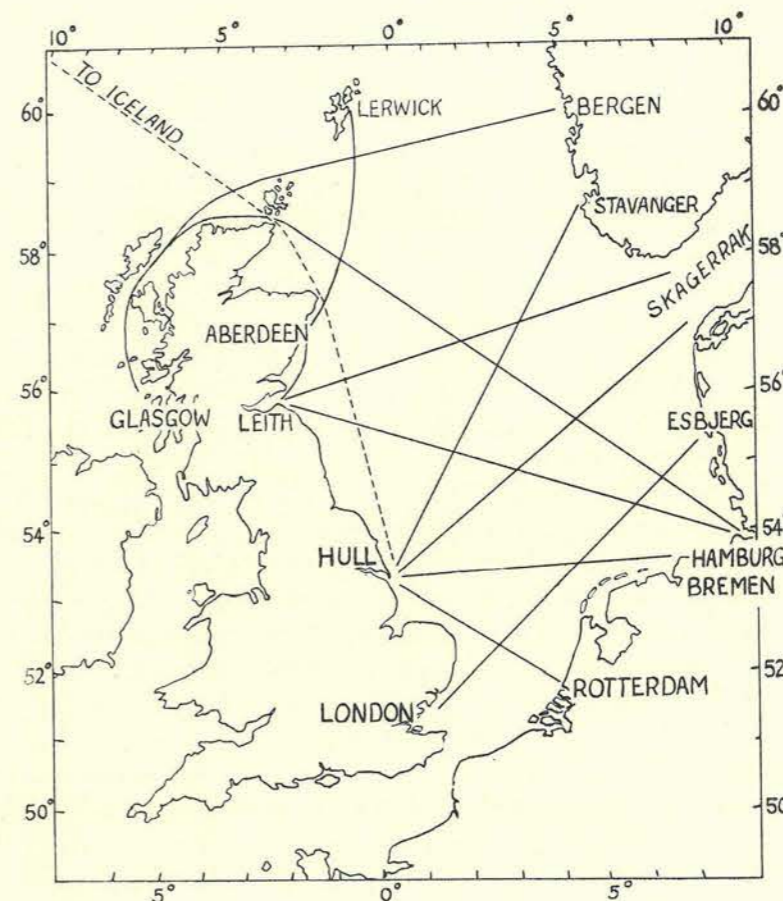 10° 5° 0° 5° 10°
TO ICELAND
60° LERWICK BERGEN 60°
STAVANGER
58° 58°
SKAGERRAK
ABERDEEN
56° 56°
GLASGOW LEITH ESBJERG
54° 54°
HULL HAMBURG
BREMEN
52° 52°
ROTTERDAM
LONDON
50° 50°
5° 0° 5°